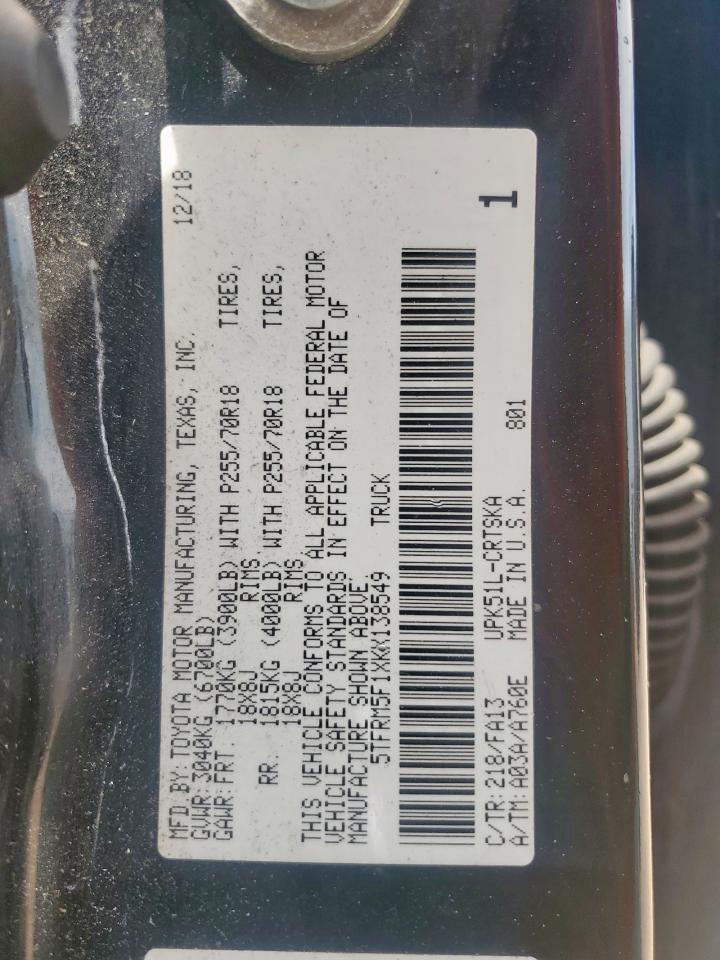 MFD.BY:TOYOTA MOTOR MANUFACTURING, TEXAS, INC. 12/18
GVWR:3040KG (6700LB)
GAWR:FRT. 1770KG (3900LB) WITH P255/70R18 TIRES,
18X8J RIMS
RR. 1815KG (4000LB) WITH P255/70R18 TIRES,
18X8J RIMS
THIS VEHICLE CONFORMS TO ALL APPLICABLE FEDERAL MOTOR
VEHICLE SAFETY STANDARDS IN EFFECT ON THE DATE OF
MANUFACTURE SHOWN ABOVE.
5TFRM5F1XKX138549 TRUCK
C/TR:218/FA13 UPK51L-CRTSKA 801
A/TM:A03A/A760E MADE IN U.S.A.
1